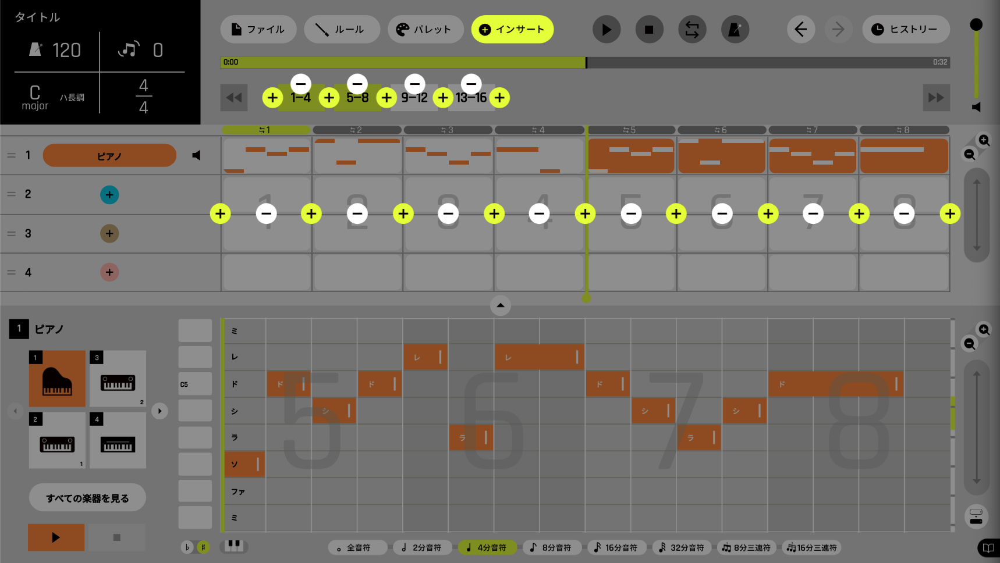 タイトル
120
0
C
major
ハ長調
4
4
ファイル
ルール
パレット
インサート
ヒストリー
0:00
0:32
1–4
5–8
9–12
13–16
1
2
3
4
5
6
7
8
1
ピアノ
2
3
4
1
2
3
4
5
6
7
8
1
ピアノ
1
3
2
2
1
4
すべての楽器を見る
C5
ミ
レ
ド
シ
ラ
ソ
ファ
ミ
レ
レ
ド
ド
ド
ド
シ
シ
シ
ラ
ラ
5
6
7
8
♭
♯
全音符
2分音符
4分音符
8分音符
16分音符
32分音符
8分三連符
16分三連符